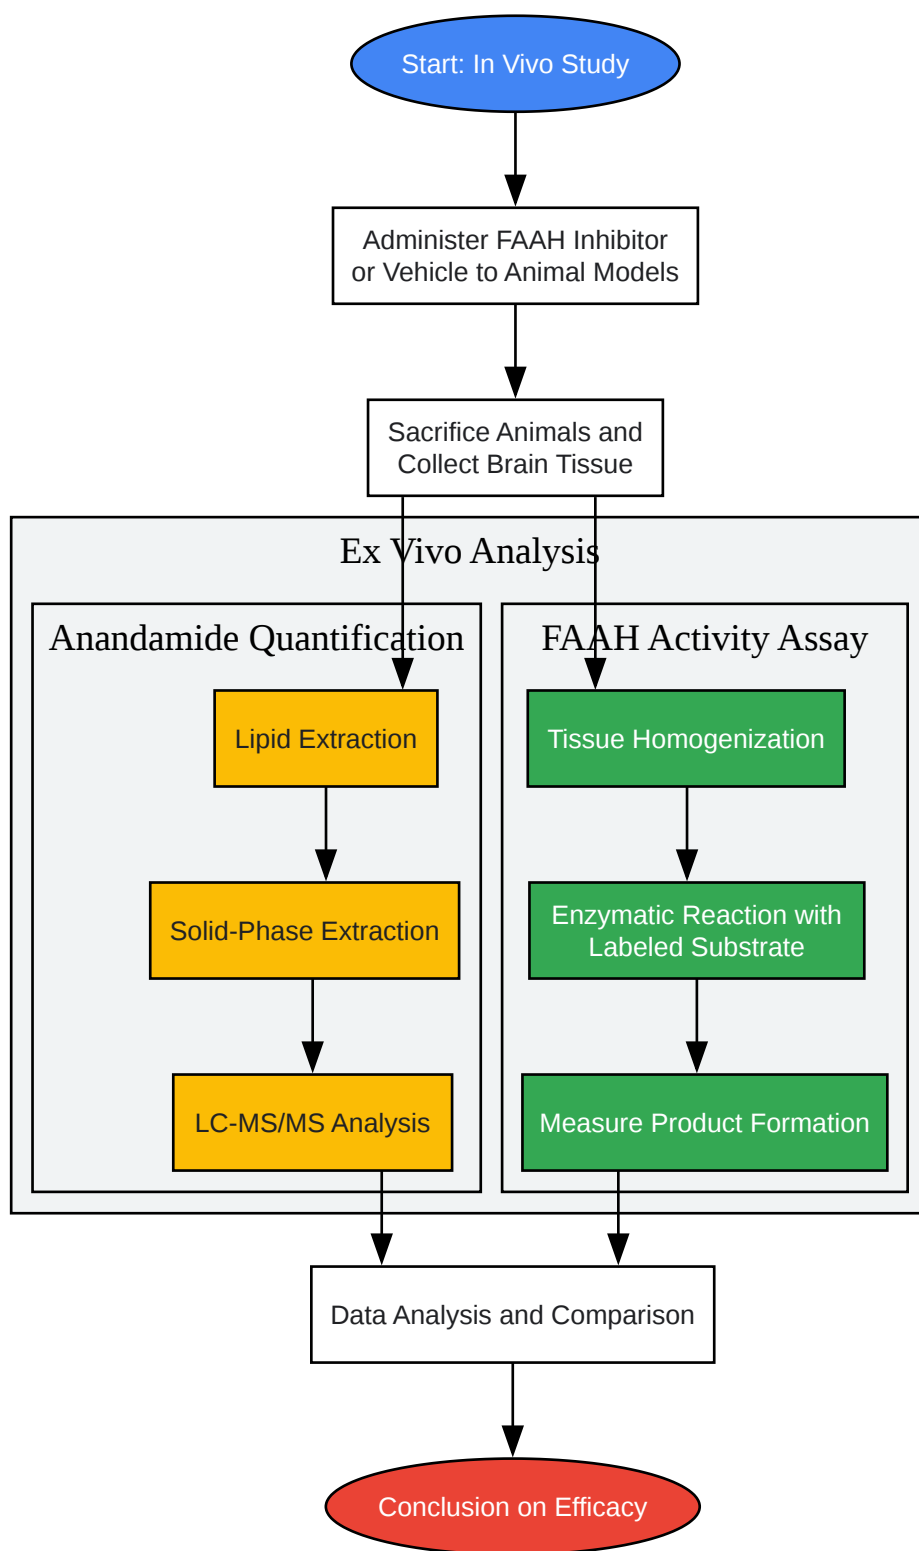 Start: In Vivo Study
Administer FAAH Inhibitor
or Vehicle to Animal Models
Sacrifice Animals and
Collect Brain Tissue
Ex Vivo Analysis
Anandamide Quantification
Lipid Extraction
Solid-Phase Extraction
LC-MS/MS Analysis
FAAH Activity Assay
Tissue Homogenization
Enzymatic Reaction with
Labeled Substrate
Measure Product Formation
Data Analysis and Comparison
Conclusion on Efficacy